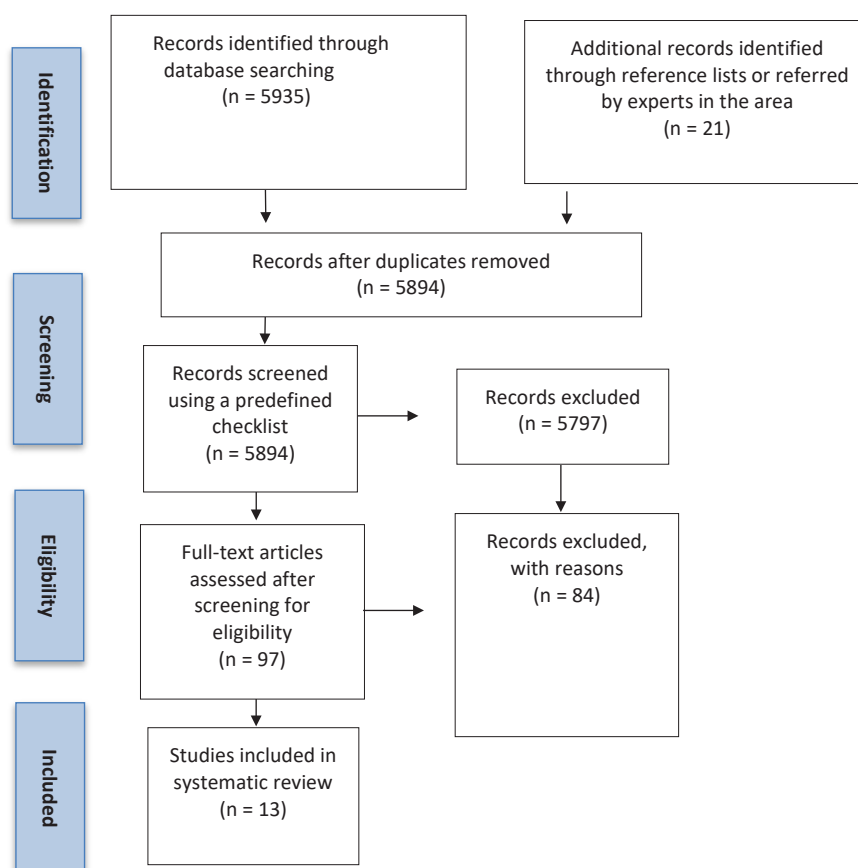 Identification
Records identified through
database searching
(n = 5935)
Additional records identified
through reference lists or referred
by experts in the area
(n = 21)
Records after duplicates removed
(n = 5894)
Screening
Records screened
using a predefined
checklist
(n = 5894)
Records excluded
(n = 5797)
Eligibility
Full-text articles
assessed after
screening for
eligibility
(n = 97)
Records excluded,
with reasons
(n = 84)
Included
Studies included in
systematic review
(n = 13)